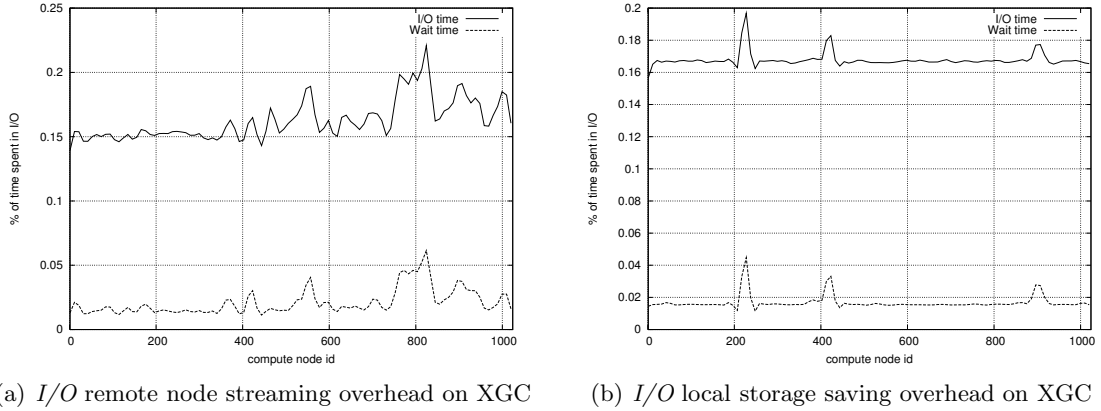 0.25
0.2
0.15
0.1
0.05
0
% of time spent in I/O
I/O time
Wait time
0 200 400 600 800 1000
compute node id
(a) I/O remote node streaming overhead on XGC
0.2
0.18
0.16
0.14
0.12
0.1
0.08
0.06
0.04
0.02
0
% of time spent in I/O
I/O time
Wait time
0 200 400 600 800 1000
compute node id
(b) I/O local storage saving overhead on XGC